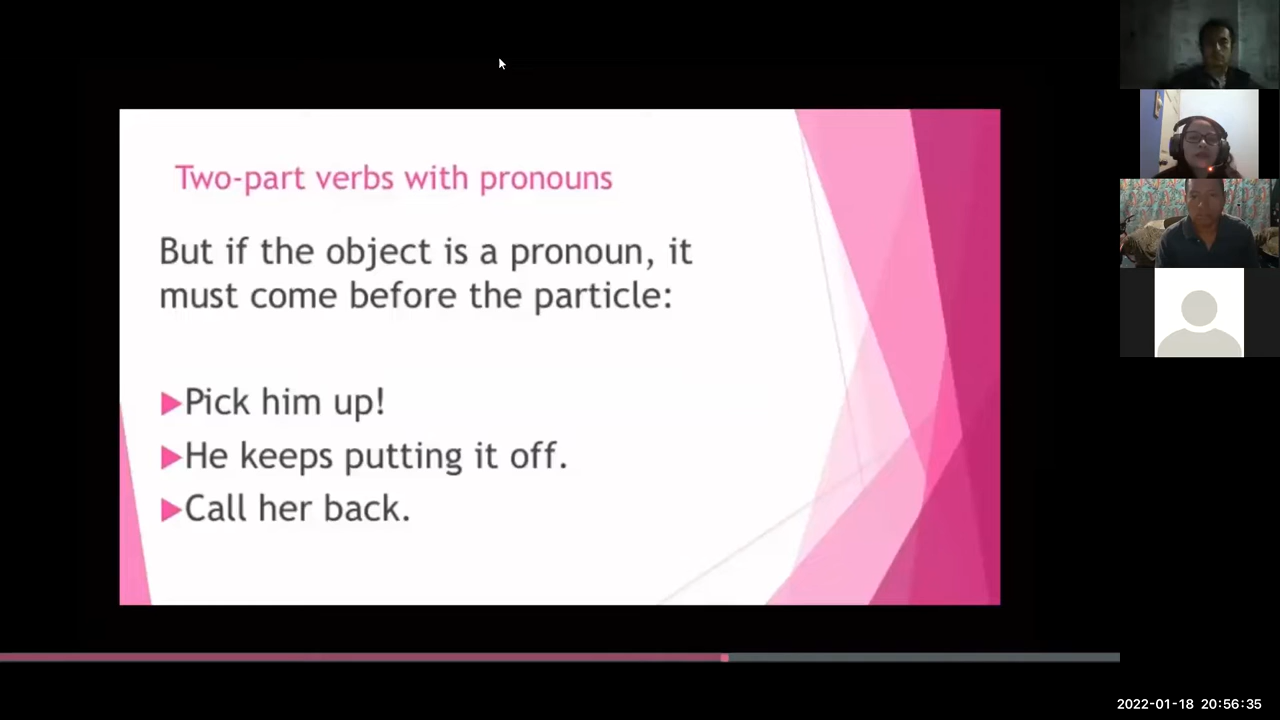 Two-part verbs with pronouns
But if the object is a pronoun, it
must come before the particle:
Pick him up!
He keeps putting it off.
Call her back.
2022-01-18 20:56:35